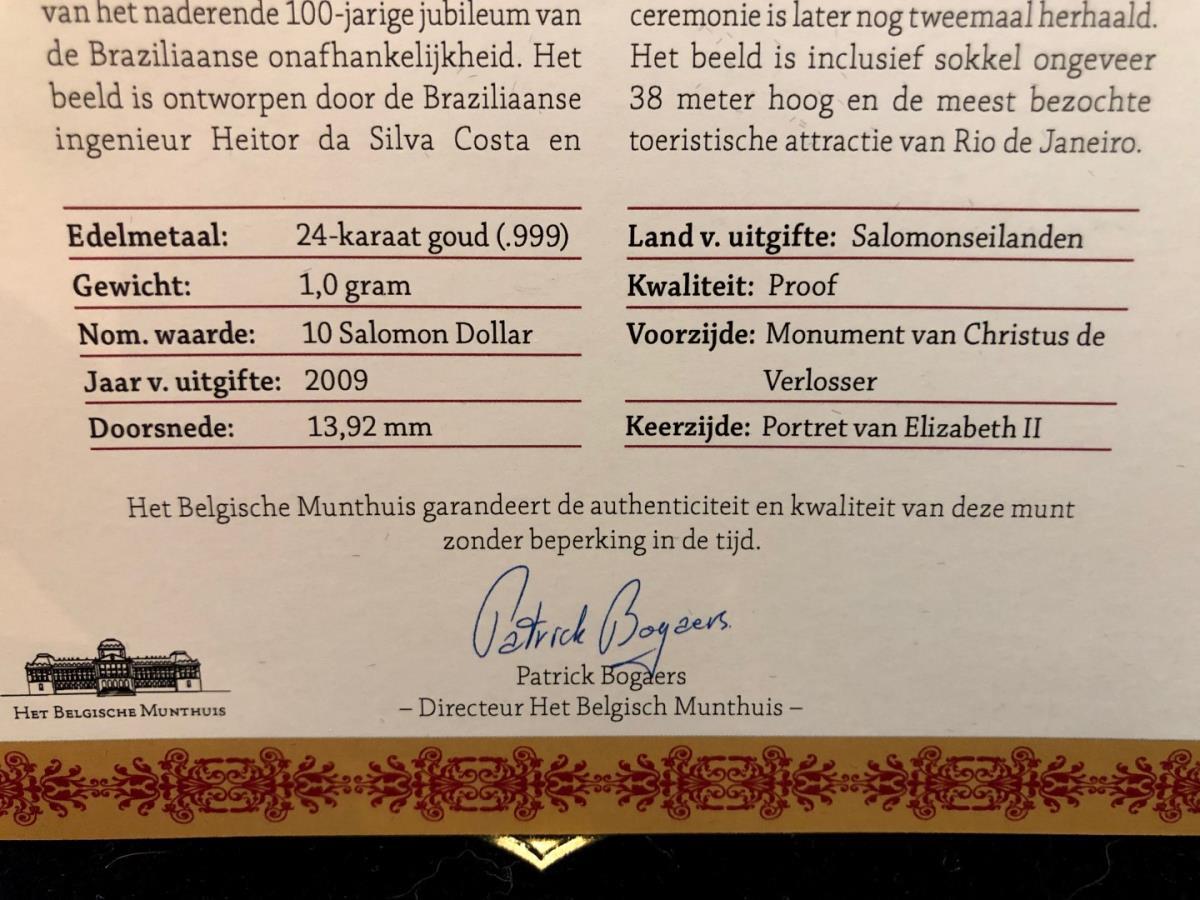 van het naderende 100-jarige jubileum van
de Braziliaanse onafhankelijkheid. Het
beeld is ontworpen door de Braziliaanse
ingenieur Heitor da Silva Costa en
ceremonie is later nog tweemaal herhaald.
Het beeld is inclusief sokkel ongeveer
38 meter hoog en de meest bezochte
toeristische attractie van Rio de Janeiro.
Edelmetaal: 24-karaat goud (.999)
Gewicht: 1,0 gram
Nom. waarde: 10 Salomon Dollar
Jaar v. uitgifte: 2009
Doorsnede: 13,92 mm
Land v. uitgifte: Salomonseilanden
Kwaliteit: Proof
Voorzijde: Monument van Christus de
Verlosser
Keerzijde: Portret van Elizabeth II
Het Belgische Munthuis garandeert de authenticiteit en kwaliteit van deze munt
zonder beperking in de tijd.
Patrick Bogaers
Patrick Bogaers
– Directeur Het Belgisch Munthuis –
HET BELGISCHE MUNTHUIS